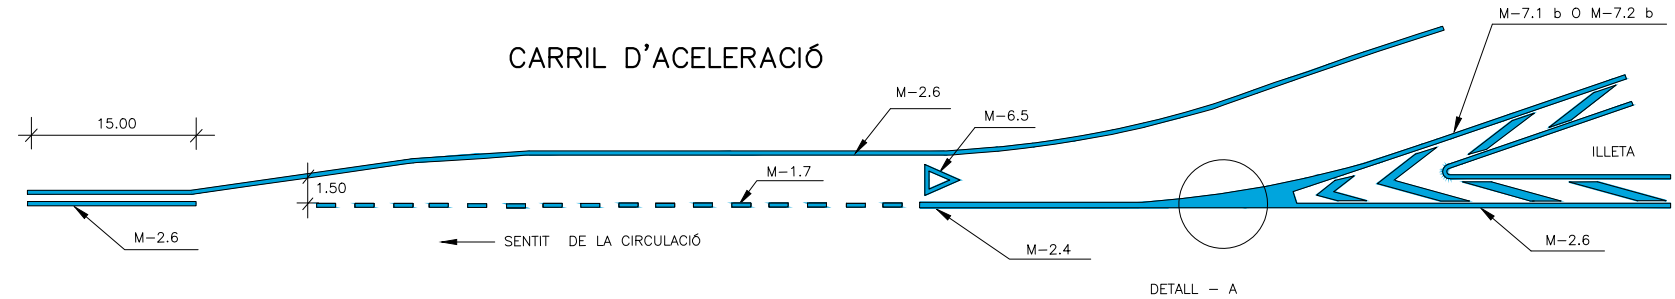 M-7.1 b O M-7.2 b
CARRIL D'ACELERACIÓ
M-2.6
M-6.5
15.00
ILLETA
M-1.7
1.50
M-2.6
SENTIT DE LA CIRCULACIÓ
M-2.4
M-2.6
DETALL - A